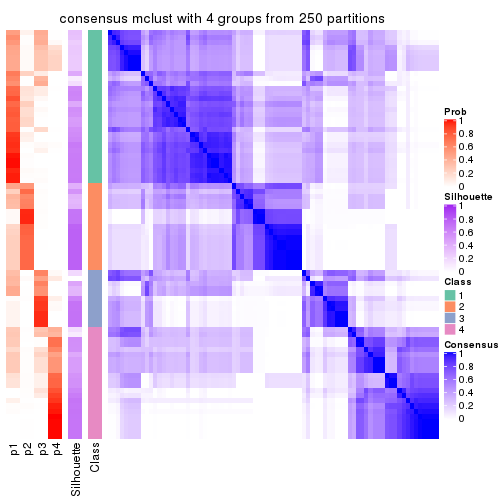 consensus mclust with 4 groups from 250 partitions
Prob
1
0.8
0.6
0.4
0.2
0
Silhouette
1
0.8
0.6
0.4
0.2
0
Class
1
2
3
4
Consensus
1
0.8
0.6
0.4
0.2
0
p1
p2
p3
p4
Silhouette
Class